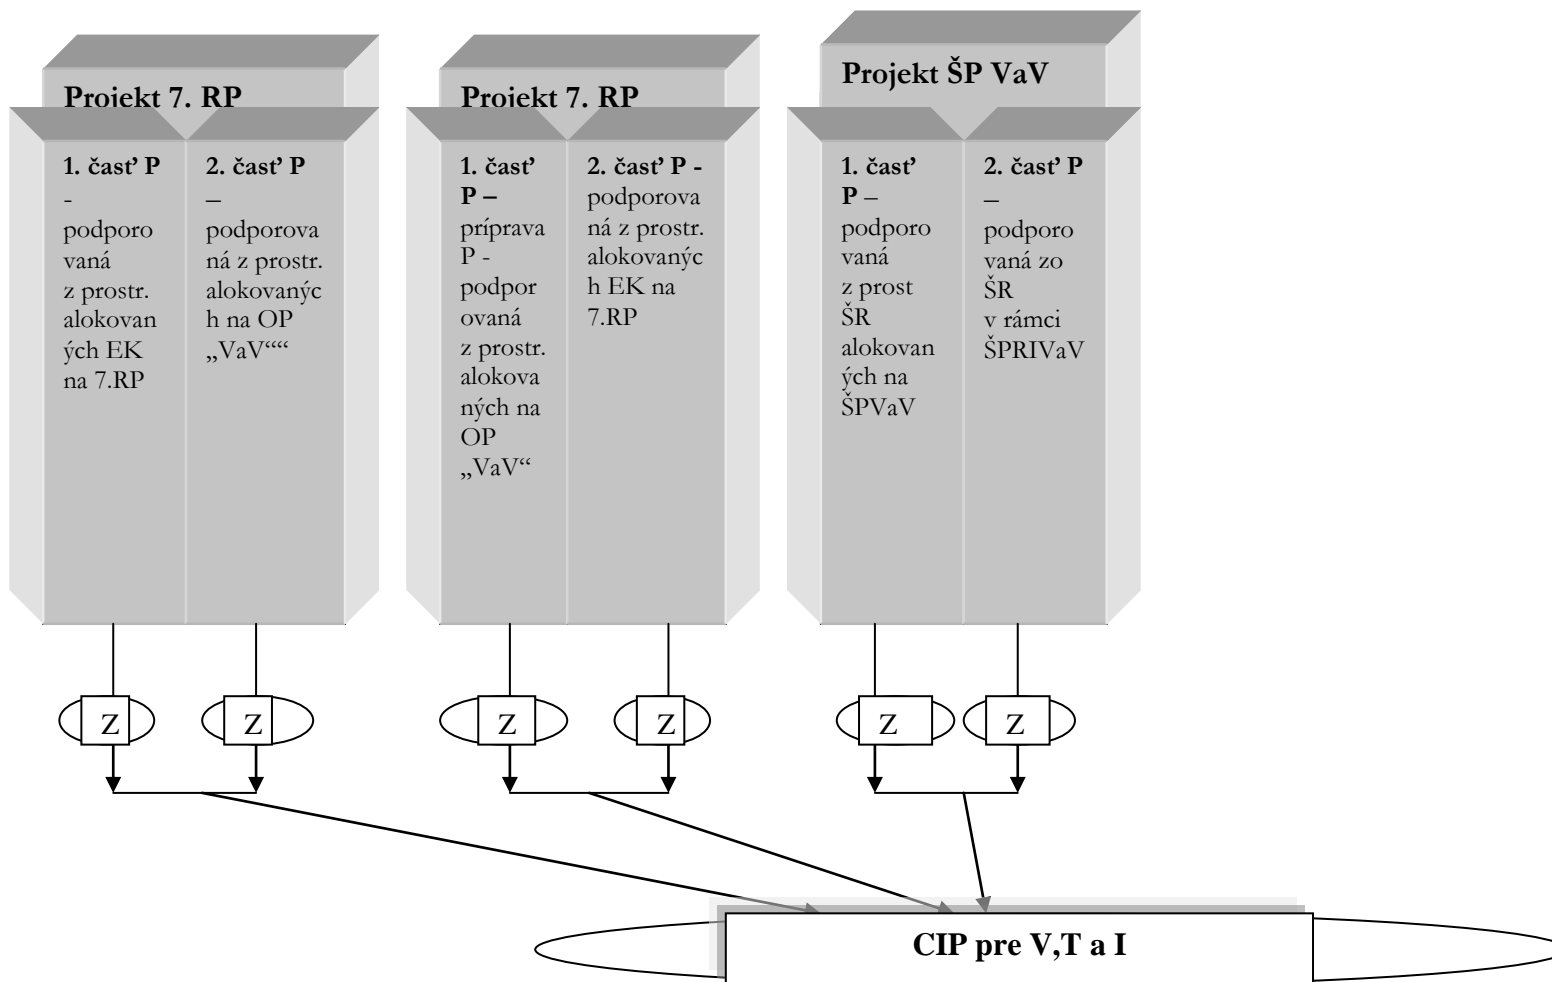 Projekt 7. RP
1. časť P
-
podporo
vaná
z prostr.
alokovan
ých EK
na 7.RP
2. časť P
–
podporova
ná z prostr.
alokovanýc
h na OP
„VaV““
Projekt 7. RP
1. časť
P –
príprava
P -
podpor
ovaná
z prostr.
alokova
ných na
OP
„VaV“
2. časť P -
podporova
ná z prostr.
alokovanýc
h EK na
7.RP
Projekt ŠP VaV
1. časť
P –
podporo
vaná
z prost
ŠR
alokovan
ých na
ŠPVaV
2. časť P
–
podporo
vaná zo
ŠR
v rámci
ŠPRIVaV
Z
Z
Z
Z
Z
Z
CIP pre V,T a I